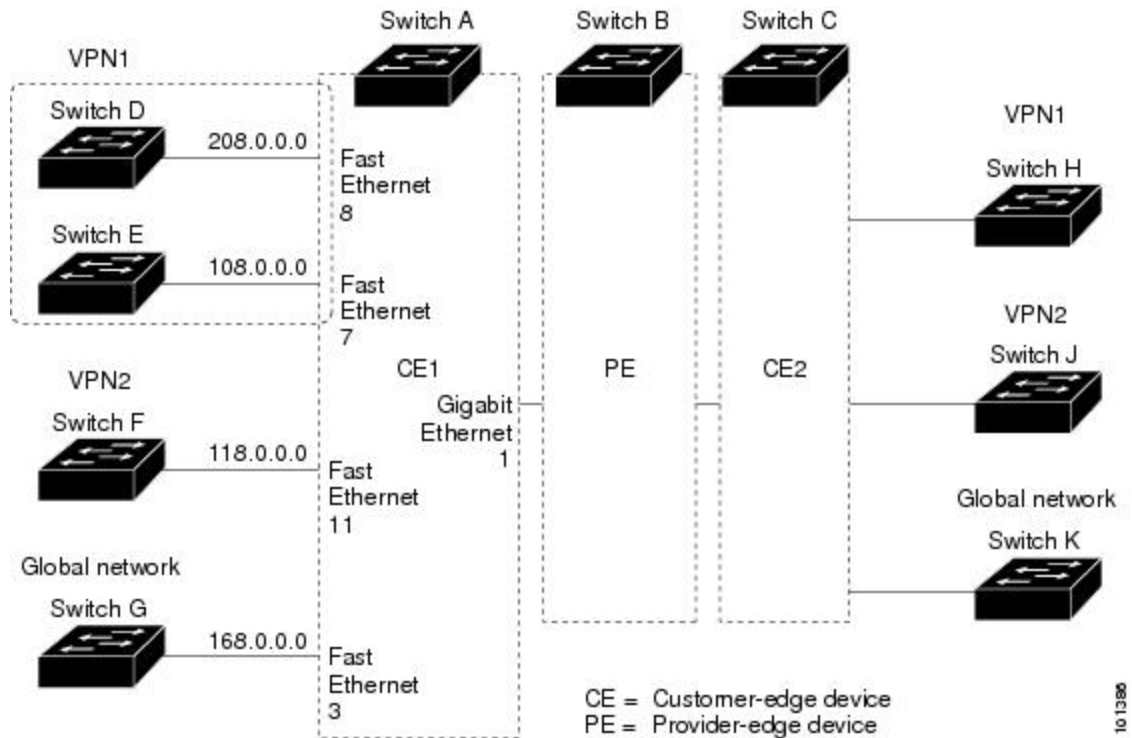 Switch A
Switch B
Switch C
VPN1
Switch D
208.0.0.0
Fast
Ethernet
8
Switch E
108.0.0.0
Fast
Ethernet
7
VPN2
Switch F
118.0.0.0
Fast
Ethernet
11
Global network
Switch G
168.0.0.0
Fast
Ethernet
3
CE1
Gigabit
Ethernet
1
PE
CE2
VPN1
Switch H
VPN2
Switch J
Global network
Switch K
CE = Customer-edge device
PE = Provider-edge device
101386